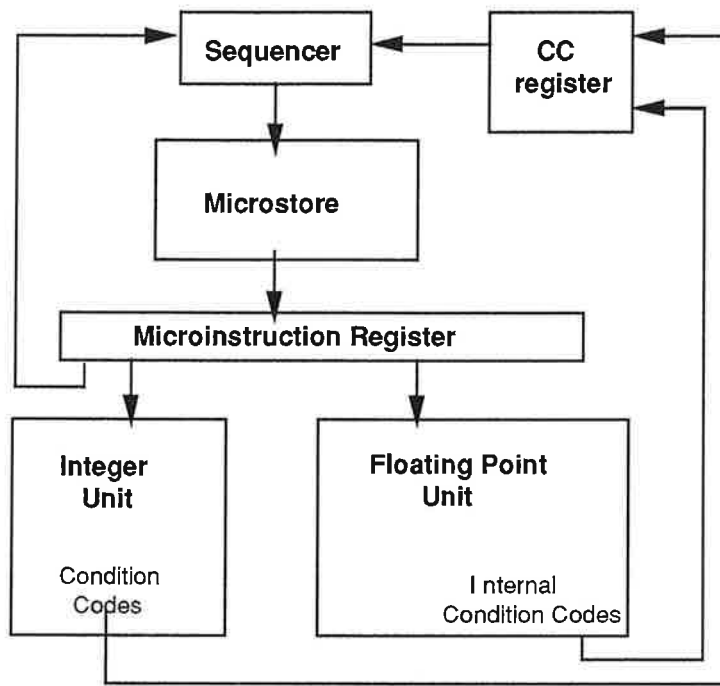 Sequencer
CC
register
Microstore
Microinstruction Register
Integer
Unit
Floating Point
Unit
Condition
Codes
Internal
Condition Codes